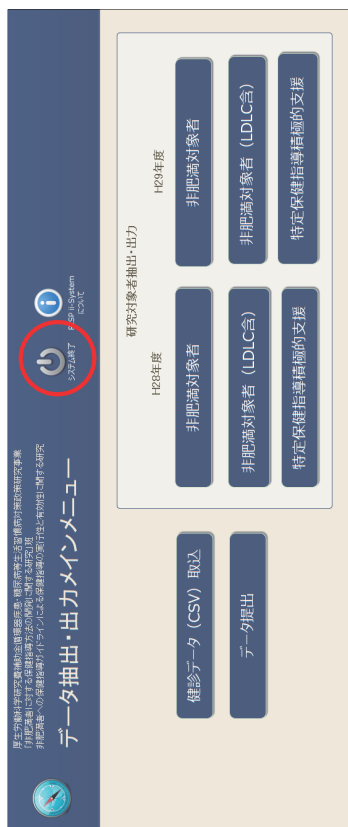 厚生労働科学研究費補助金(循環器疾患・糖尿病等生活習慣病対策政策研究事業
「非肥満者に対する保健指導方法の開発に関する研究」班
非肥満者への保健指導ガイドラインによる保健指導の実行性と有効性に関する研究
データ抽出・出力メインメニュー
システム終了
RESP ii-System
について
健診データ（CSV）取込
データ提出
研究対象者抽出・出力
H28年度
H29年度
非肥満対象者
非肥満対象者
非肥満対象者（LDLC含）
非肥満対象者（LDLC含）
特定保健指導積極的支援
特定保健指導積極的支援